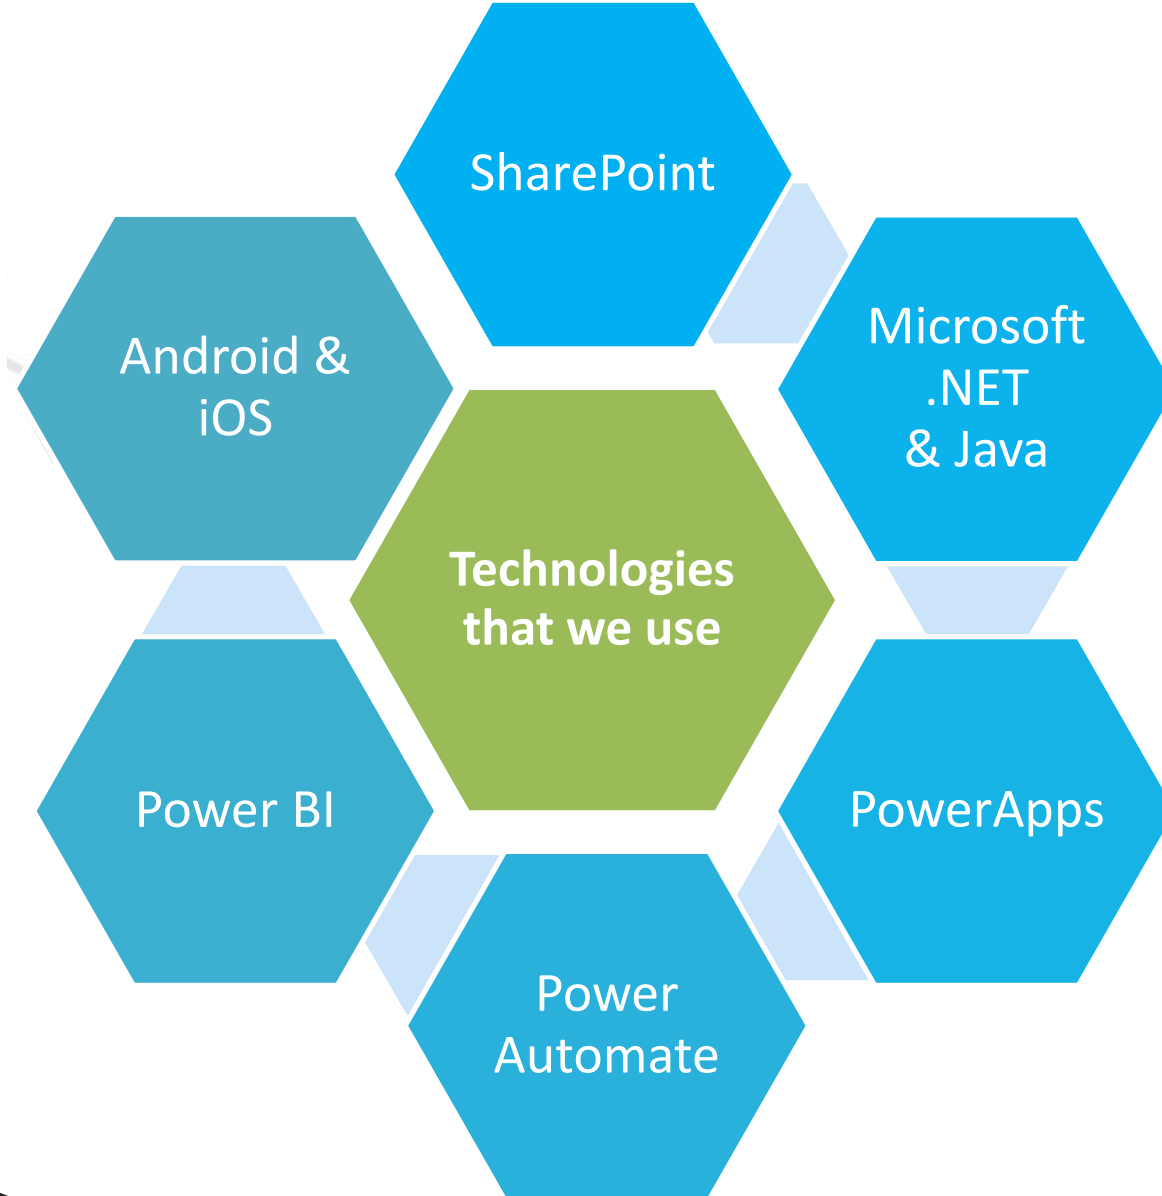 SharePoint
Microsoft
.NET
& Java
PowerApps
Power
Automate
Power BI
Android &
iOS
Technologies
that we use